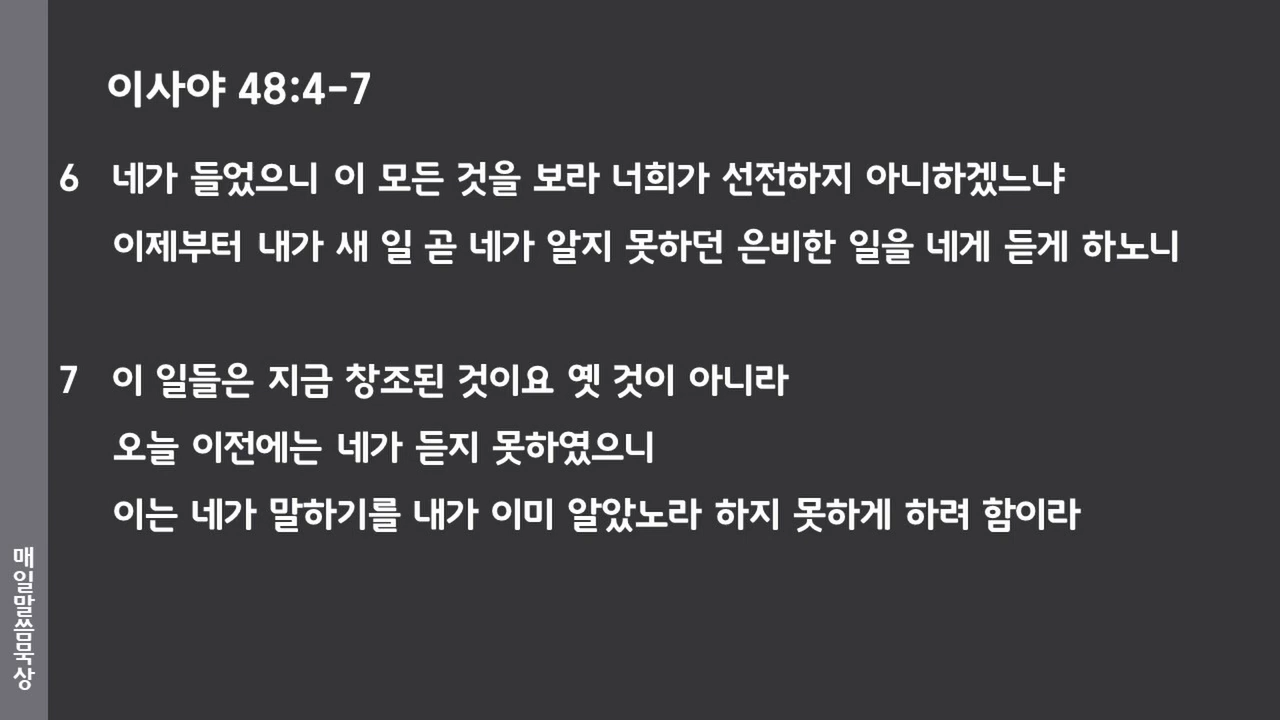 이사야 48:4-7
6 네가 들었으니 이 모든 것을 보라 너희가 선전하지 아니하겠느냐
이제부터 내가 새 일 곧 네가 알지 못하던 은비한 일을 네게 듣게 하노니
7 이 일들은 지금 창조된 것이요 옛 것이 아니라
오늘 이전에는 네가 듣지 못하였으니
이는 네가 말하기를 내가 이미 알았노라 하지 못하게 하려 함이라
매일말씀묵상